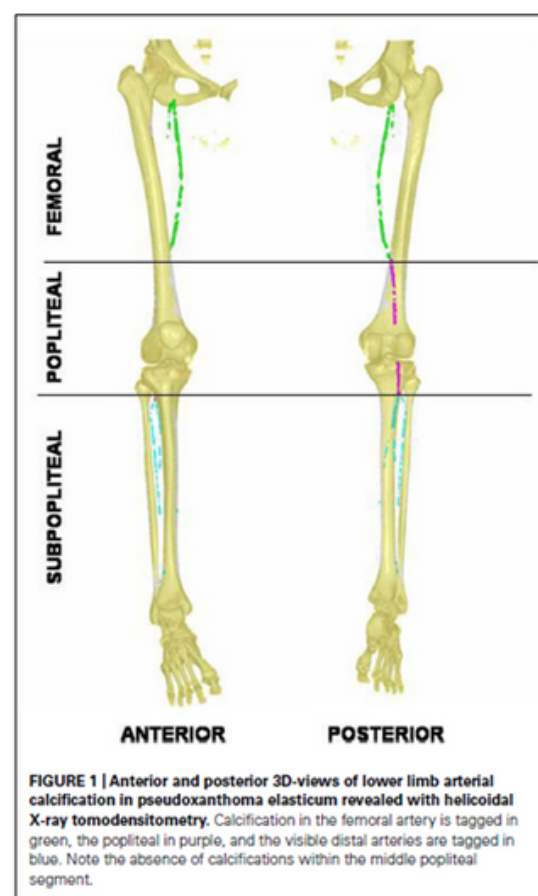 FEMORAL
POPLITEAL
SUBPOPLITEAL
ANTERIOR POSTERIOR
FIGURE 1 | Anterior and posterior 3D-views of lower limb arterial
calcification in pseudoxanthoma elasticum revealed with helicoidal
X-ray tomodensitometry. Calcification in the femoral artery is tagged in
green, the popliteal in purple, and the visible distal arteries are tagged in
blue. Note the absence of calcifications within the middle popliteal
segment.